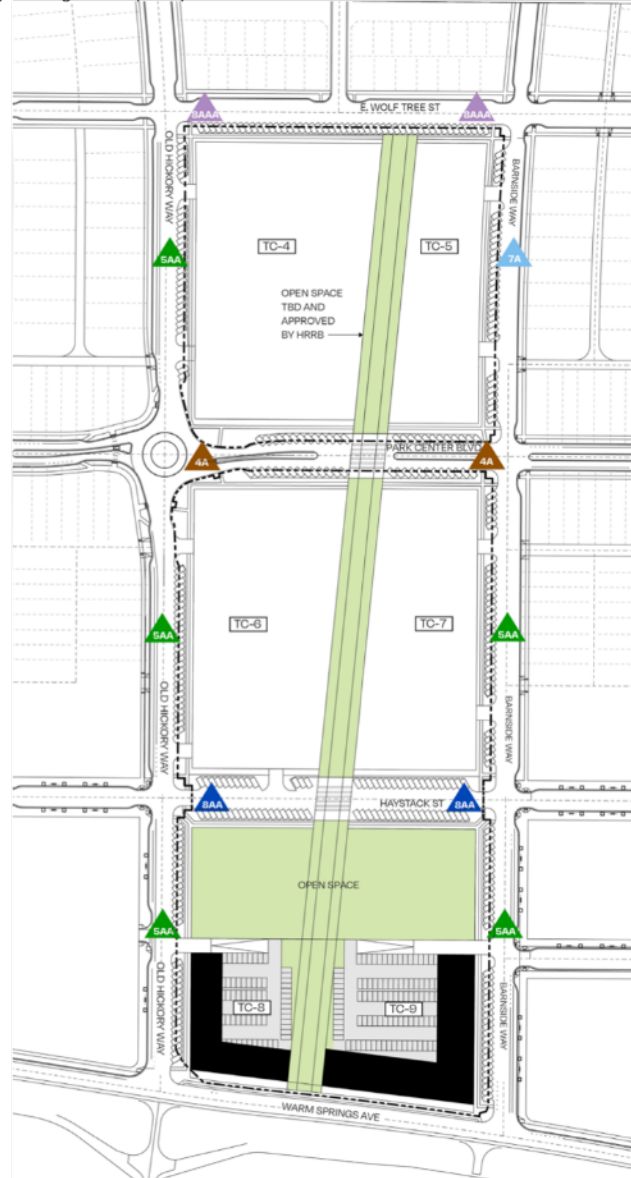 E. WOLF TREE ST
8AAA
8AAA
OLD HICKORY WAY
BARNSIDE WAY
TC-4
TC-5
5AA
7A
OPEN SPACE
TBD AND
APPROVED
BY HRRB
PARK CENTER BLVD
4A
4A
TC-6
TC-7
5AA
5AA
OLD HICKORY WAY
BARNSIDE WAY
8AA
8AA
HAYSTACK ST
OPEN SPACE
5AA
5AA
OLD HICKORY WAY
BARNSIDE WAY
TC-8
TC-9
WARM SPRINGS AVE